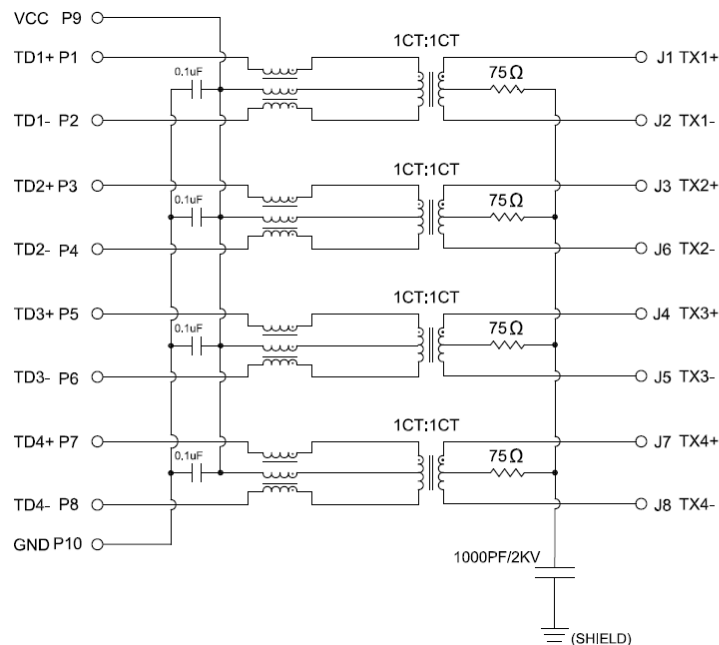 VCC P9
1CT:1CT
TD1+ P1
J1 TX1+
0.1uF
75Ω
TD1- P2
J2 TX1-
1CT:1CT
TD2+ P3
J3 TX2+
0.1uF
75Ω
TD2- P4
J6 TX2-
1CT:1CT
TD3+ P5
J4 TX3+
0.1uF
75Ω
TD3- P6
J5 TX3-
1CT:1CT
TD4+ P7
J7 TX4+
0.1uF
75Ω
TD4- P8
J8 TX4-
GND P10
1000PF/2KV
(SHIELD)